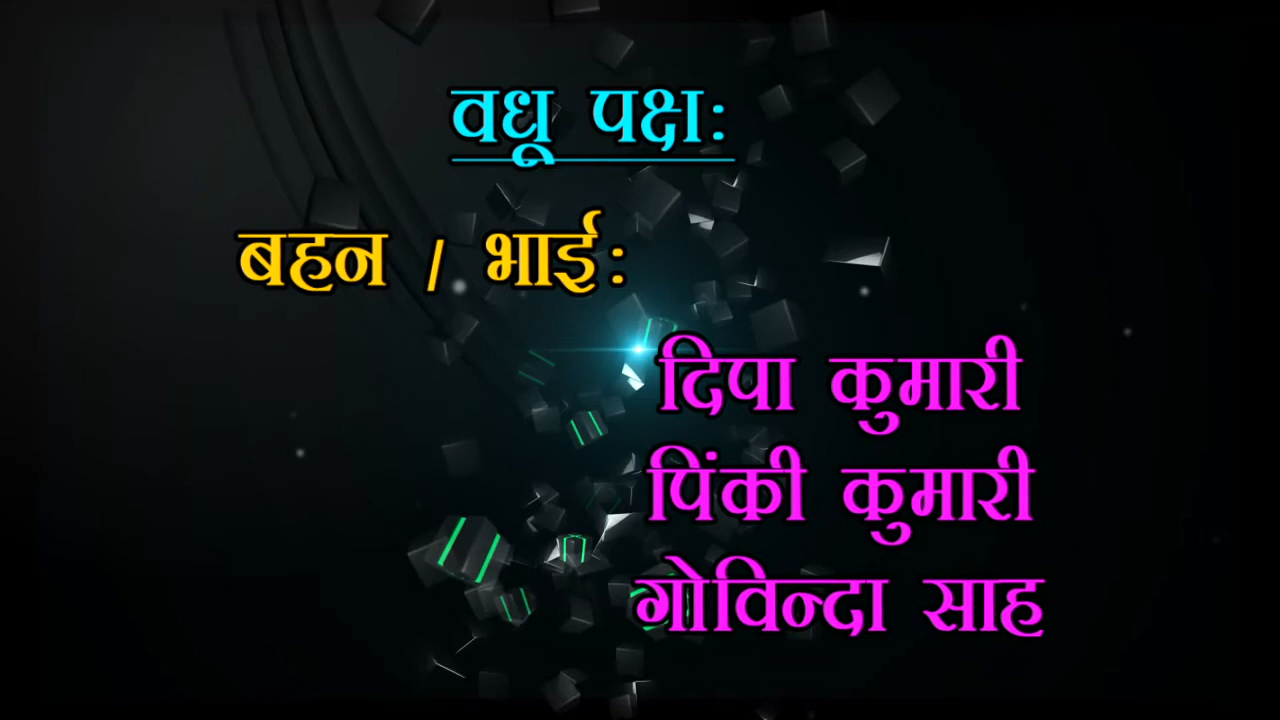 वधू पक्ष:
बहन / भाई:
दिपा कुमारी
पिंकी कुमारी
गोविन्दा साह